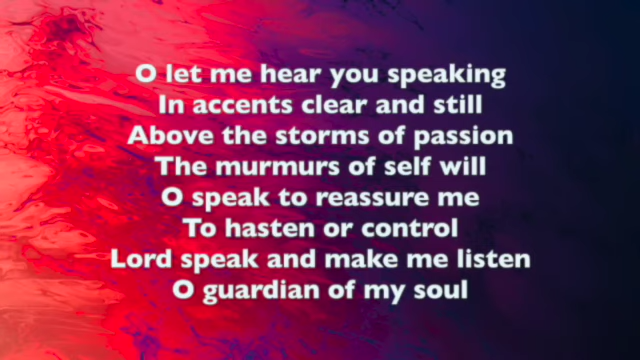 O let me hear you speaking
In accents clear and still
Above the storms of passion
The murmurs of self will
O speak to reassure me
To hasten or control
Lord speak and make me listen
O guardian of my soul